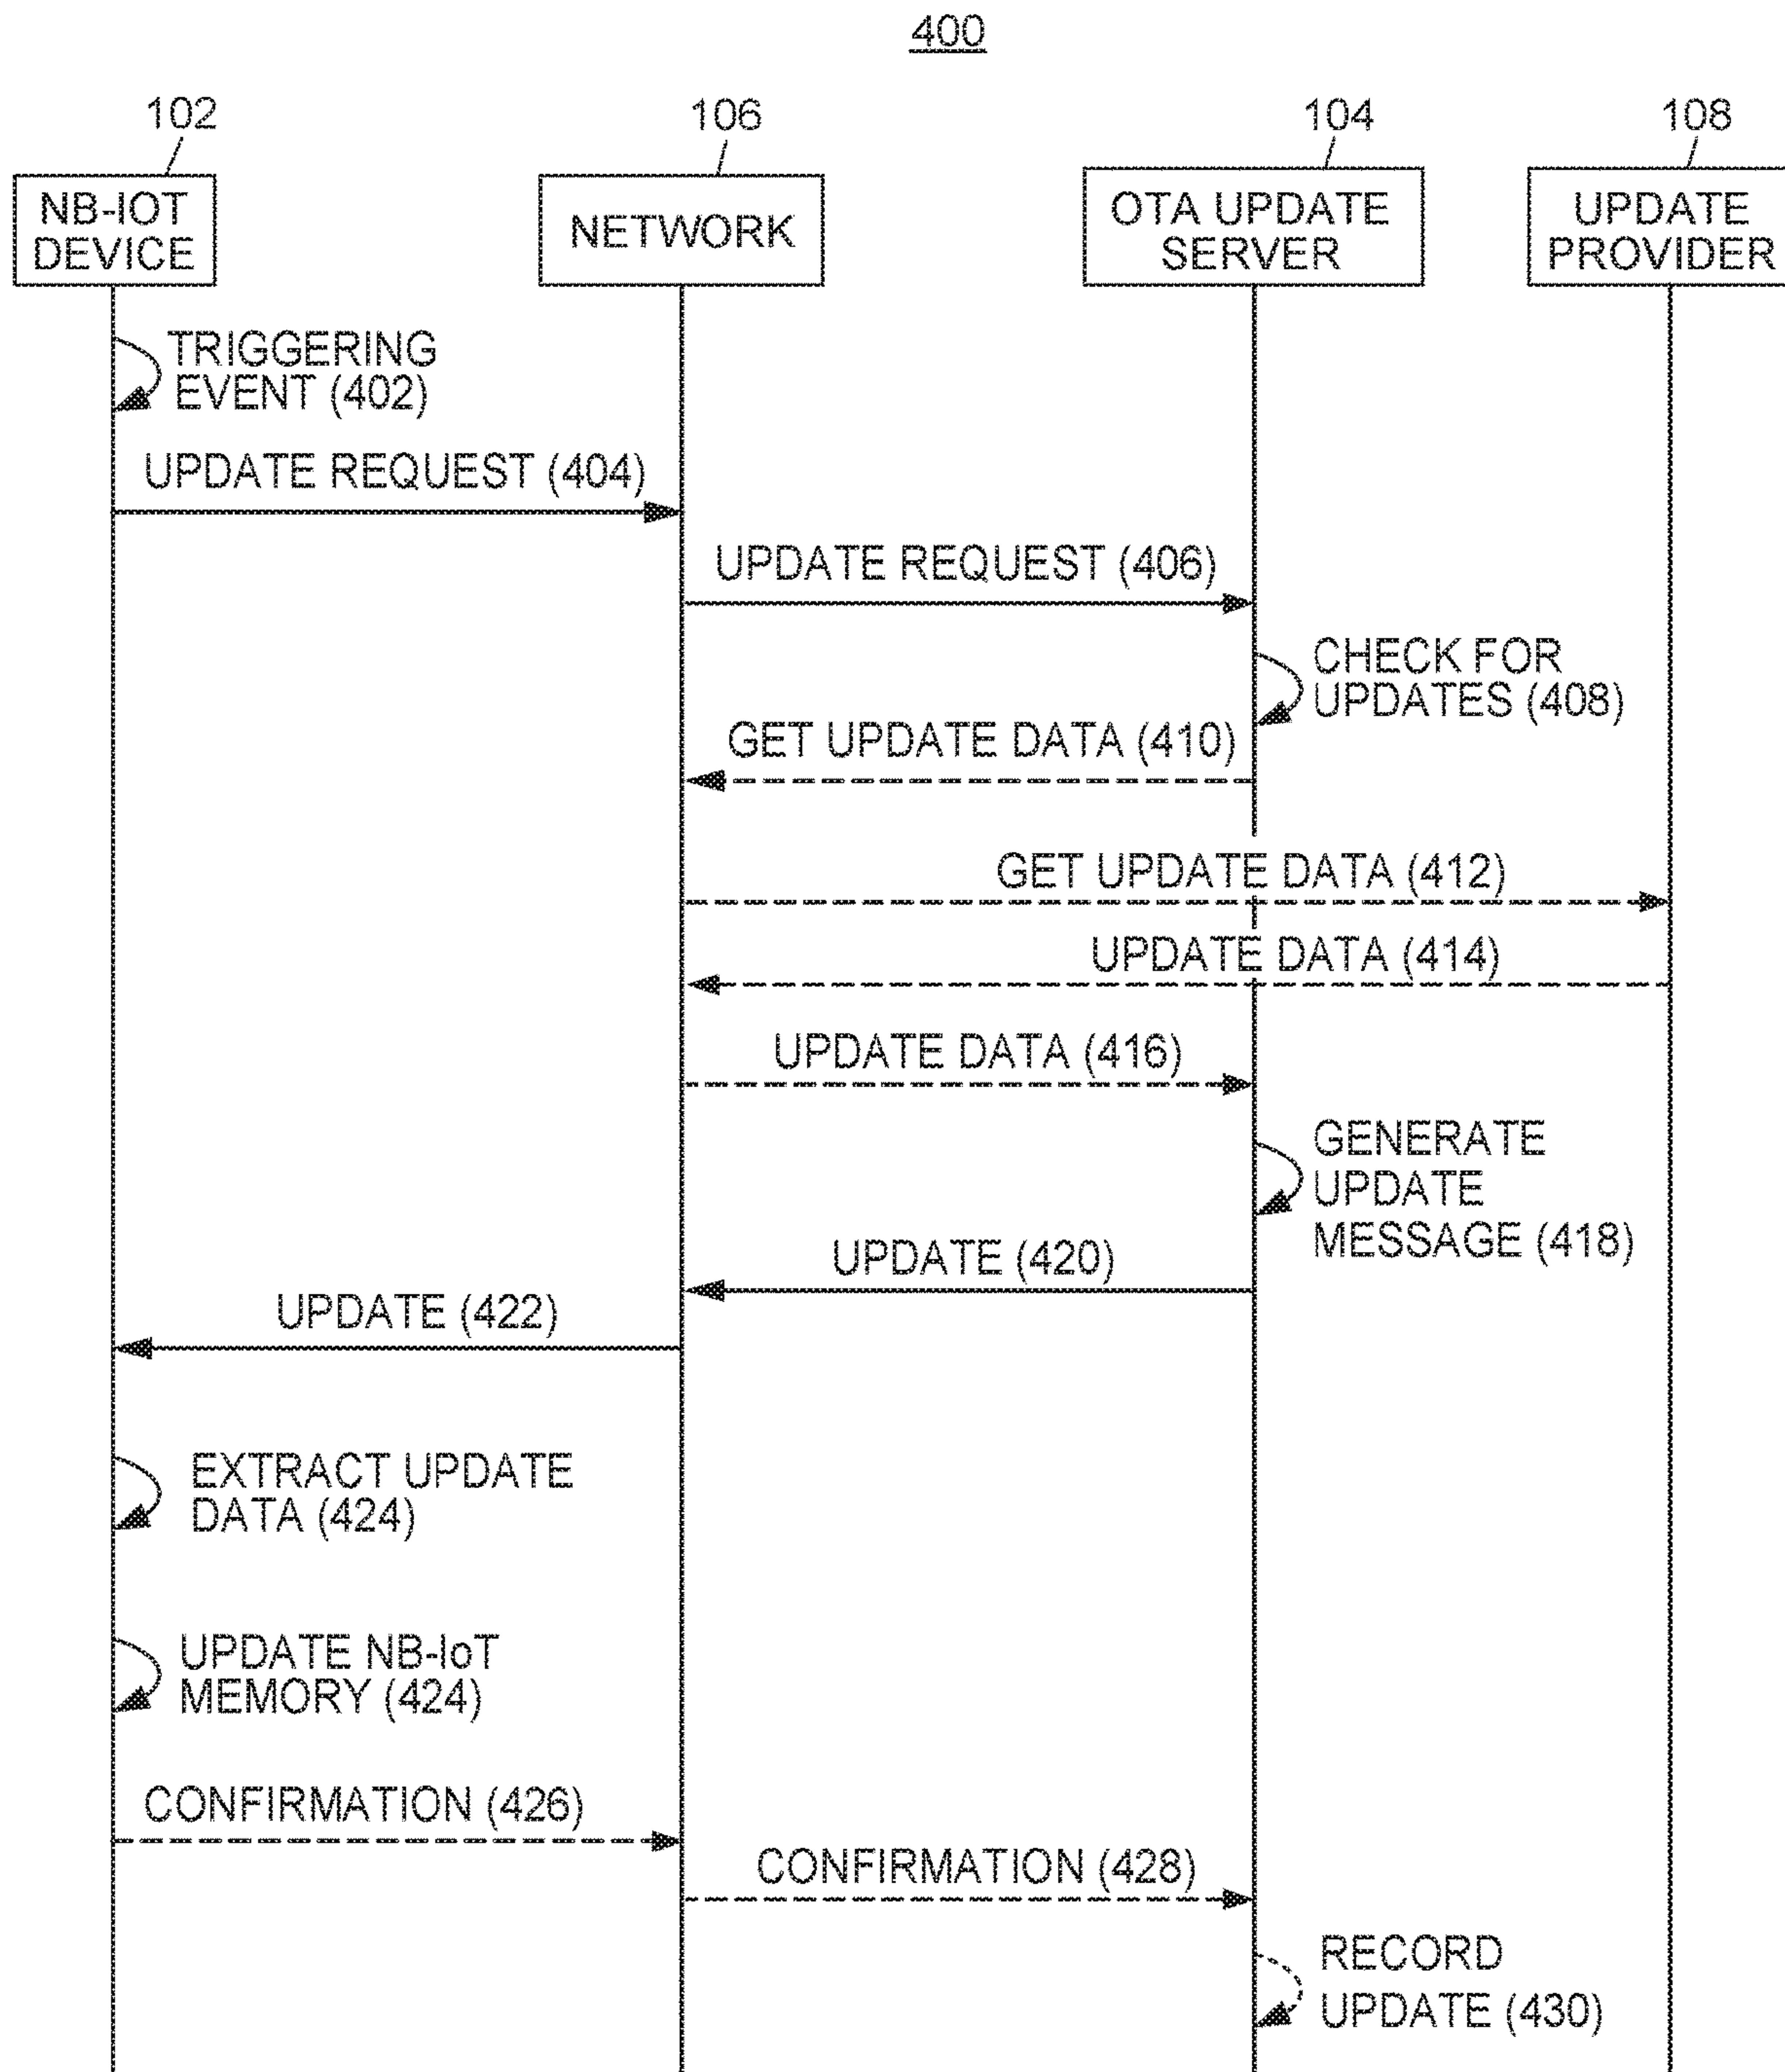 400
102
106
104
108
NB-IOT
DEVICE
NETWORK
OTA UPDATE
SERVER
UPDATE
PROVIDER
TRIGGERING
EVENT (402)
UPDATE REQUEST (404)
UPDATE REQUEST (406)
CHECK FOR
UPDATES (408)
GET UPDATE DATA (410)
GET UPDATE DATA (412)
UPDATE DATA (414)
UPDATE DATA (416)
GENERATE
UPDATE
MESSAGE (418)
UPDATE (420)
UPDATE (422)
EXTRACT UPDATE
DATA (424)
UPDATE NB-IoT
MEMORY (424)
CONFIRMATION (426)
CONFIRMATION (428)
RECORD
UPDATE (430)